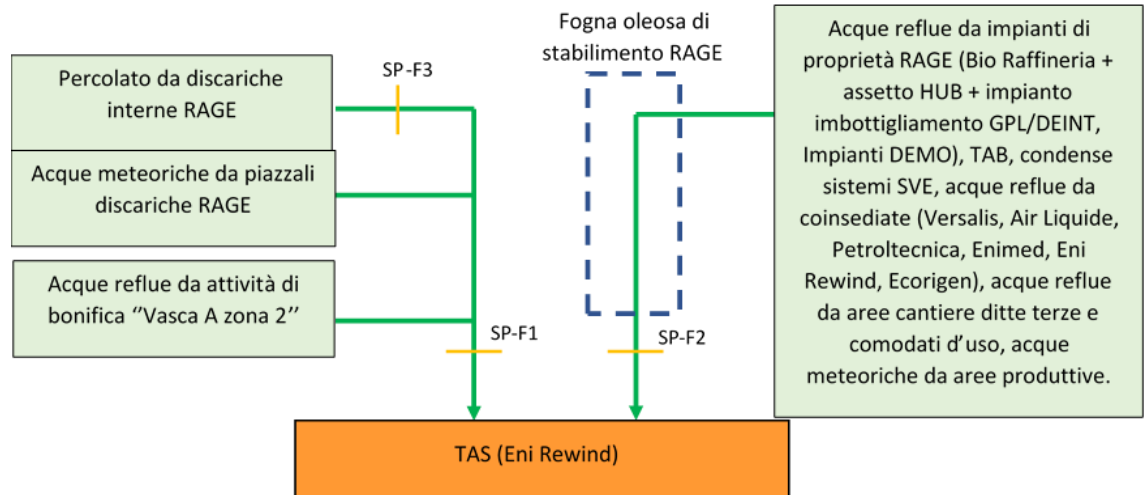 Percolato da discariche
interne RAGE
SP-F3
Acque meteoriche da piazzali
discariche RAGE
Acque reflue da attività di
bonifica ‘’Vasca A zona 2’’
SP-F1
Fogna oleosa di
stabilimento RAGE
SP-F2
Acque reflue da impianti di
proprietà RAGE (Bio Raffineria +
assetto HUB + impianto
imbottigliamento GPL/DEINT,
Impianti DEMO), TAB, condense
sistemi SVE, acque reflue da
coinsediate (Versalis, Air Liquide,
Petroltecnica, Enimed, Eni
Rewind, Ecorigen), acque reflue
da aree cantiere ditte terze e
comodati d’uso, acque
meteoriche da aree produttive.
TAS (Eni Rewind)